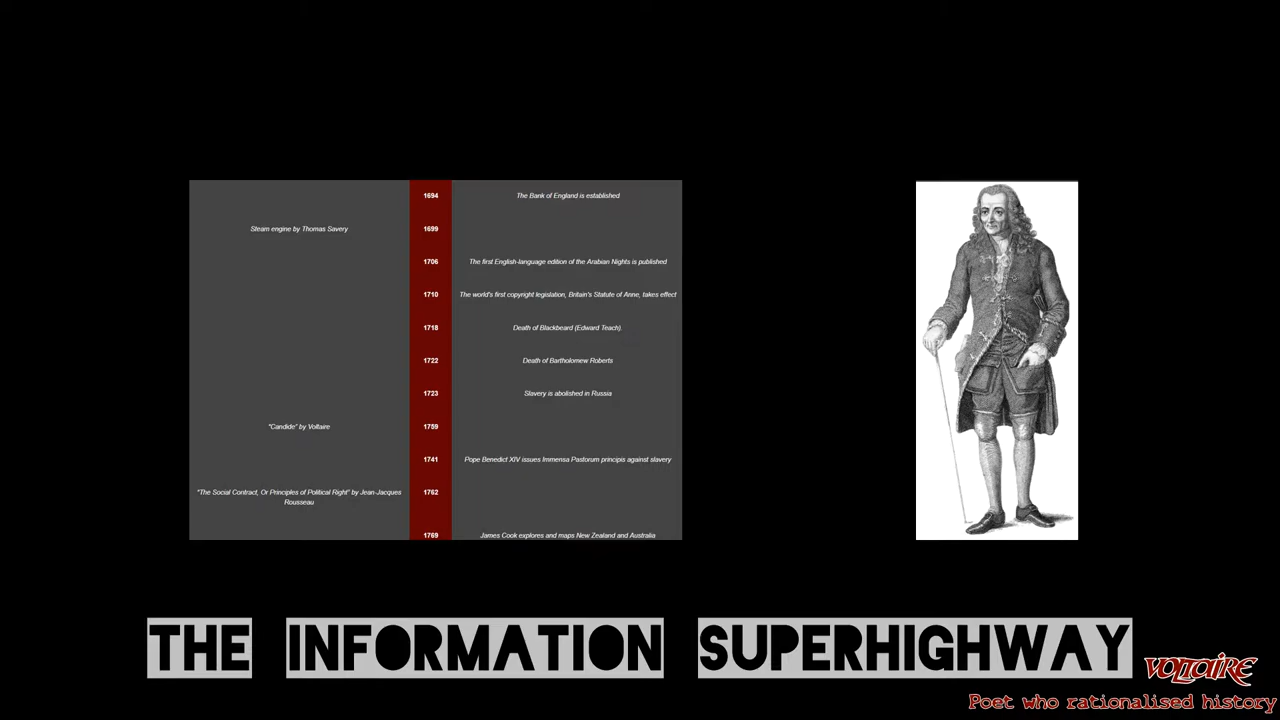 1694 The Bank of England is established
Steam engine by Thomas Savery 1699
1706 The first English-language edition of the Arabian Nights is published
1710 The world's first copyright legislation, Britain's Statute of Anne, takes effect
1718 Death of Blackbeard (Edward Teach).
1722 Death of Bartholomew Roberts
1723 Slavery is abolished in Russia
"Candide" by Voltaire 1759
1741 Pope Benedict XIV issues Immensa Pastorum principis against slavery
"The Social Contract, Or Principles of Political Right" by Jean-Jacques 1762
Rousseau
1769 James Cook explores and maps New Zealand and Australia
THE INFORMATION SUPERHIGHWAY
VOLTAIRE
Poet who rationalised history